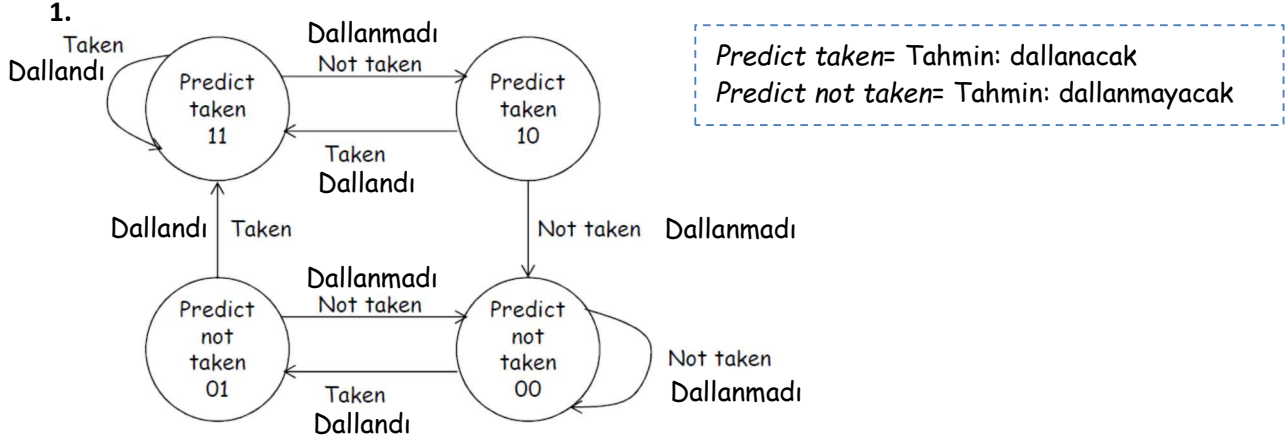 1.
Taken
Dallandı
Predict
taken
11
Dallanmadı
Not taken
Predict
taken
10
Taken
Dallandı
Predict taken= Tahmin: dallanacak
Predict not taken= Tahmin: dallanmayacak
Dallandı Taken
Not taken Dallanmadı
Predict
not
taken
01
Dallanmadı
Not taken
Predict
not
taken
00
Taken
Dallandı
Not taken
Dallanmadı